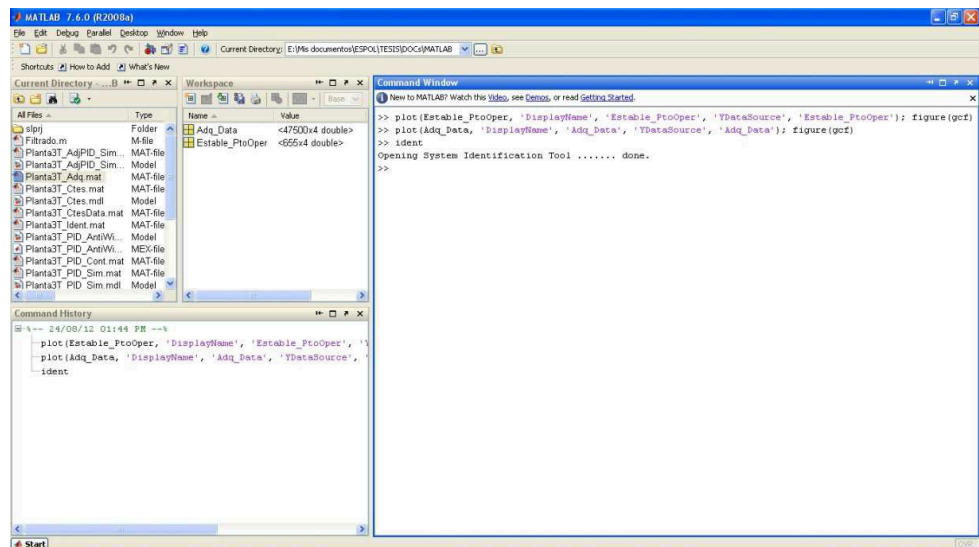 MATLAB 7.6.0 (R2008a)
File Edit Debug Parallel Desktop Window Help
Current Directory: E:\Mis documentos\ESPOL\TESIS\DOCs\MATLAB
Shortcuts How to Add What's New
Current Directory - ...B
All Files Type
slprj Folder
Filtrado.m M-file
Planta3T_AdjPID_Sim... MAT-file
Planta3T_AdjPID_Sim... Model
Planta3T_Adq.mat MAT-file
Planta3T_Ctes.mat MAT-file
Planta3T_Ctes.mdl Model
Planta3T_CtesData.mat MAT-file
Planta3T_Ident.mat MAT-file
Planta3T_PID_AntiWi... Model
Planta3T_PID_AntiWi... MEX-file
Planta3T_PID_Cont.mat MAT-file
Planta3T_PID_Sim.mat MAT-file
Planta3T_PID_Sim.mdl Model
Workspace
Base
Name Value
Adq_Data <47500x4 double>
Estable_PtoOper <655x4 double>
Command History
%-- 24/08/12 01:44 PM --%
plot(Estable_PtoOper, 'DisplayName', 'Estable_PtoOper', 'Y
plot(Adq_Data, 'DisplayName', 'Adq_Data', 'YDataSource', '
ident
Command Window
New to MATLAB? Watch this Video, see Demos, or read Getting Started.
>> plot(Estable_PtoOper, 'DisplayName', 'Estable_PtoOper', 'YDataSource', 'Estable_PtoOper'); figure(gcf)
>> plot(Adq_Data, 'DisplayName', 'Adq_Data', 'YDataSource', 'Adq_Data'); figure(gcf)
>> ident
Opening System Identification Tool ....... done.
>>
Start
OVR